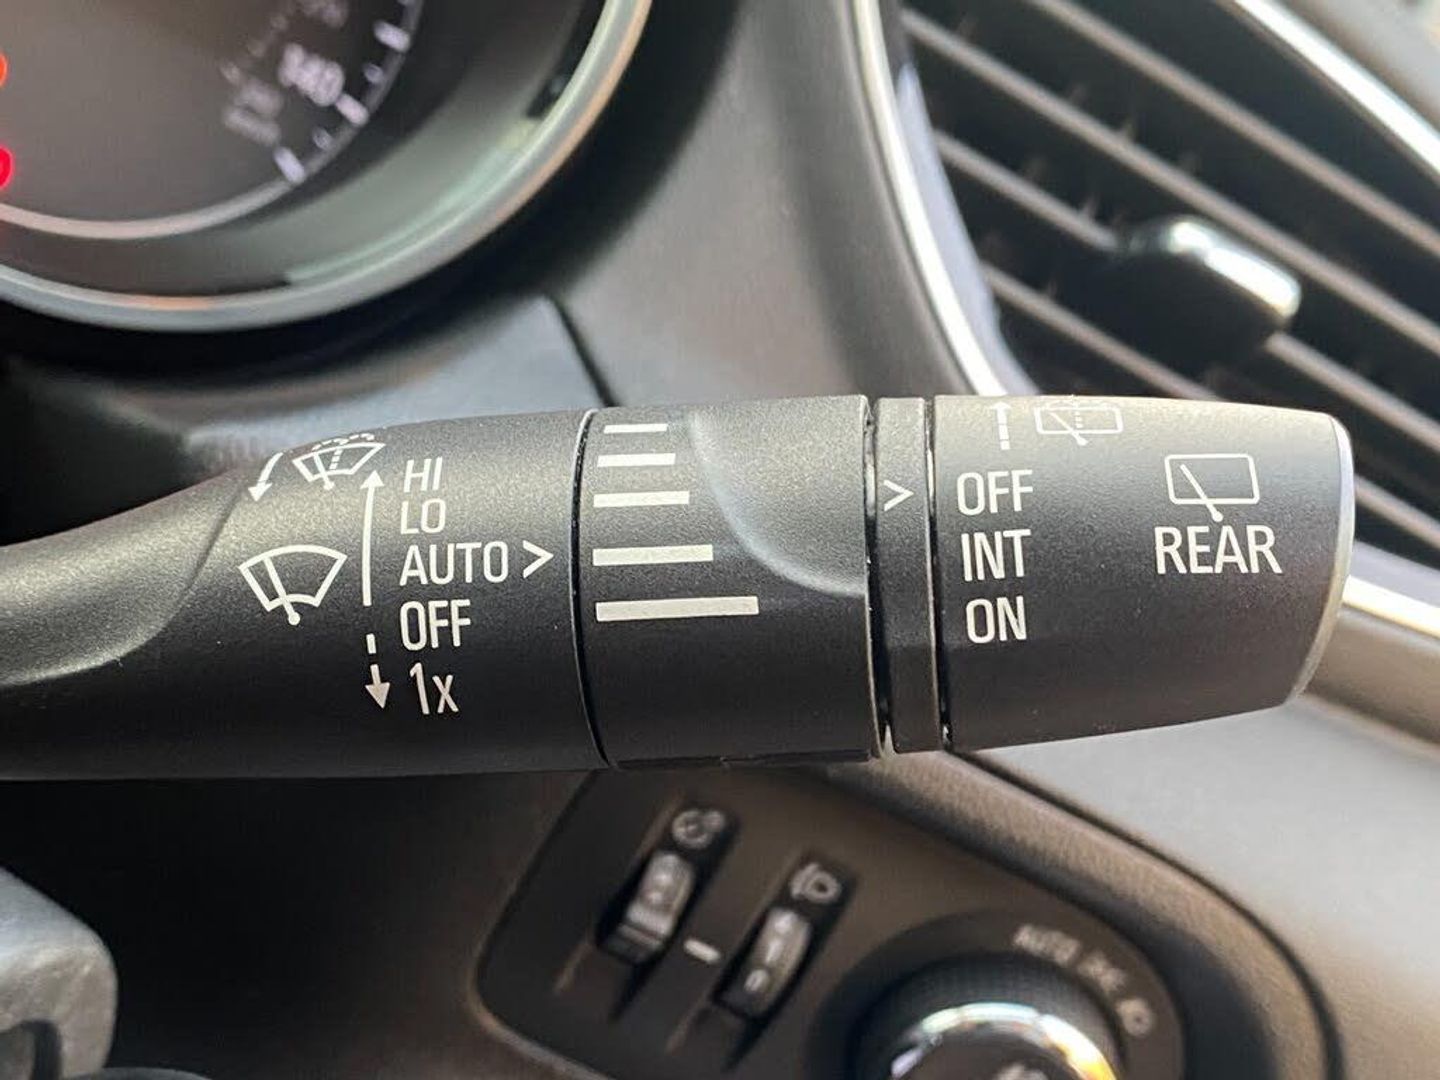 HI
LO
AUTO >
OFF
1x
>
OFF
INT
ON
REAR